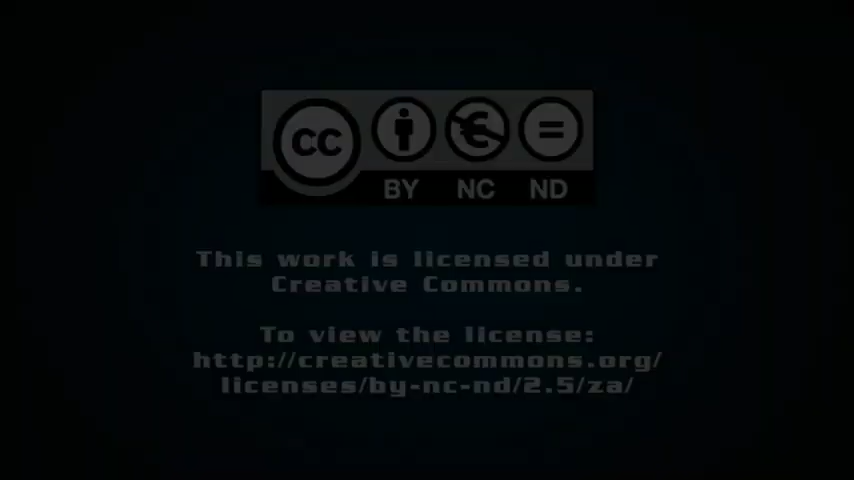 CC
BY NC ND
This work is licensed under
Creative Commons.
To view the license:
http://creativecommons.org/
licenses/by-nc-nd/2.5/za/